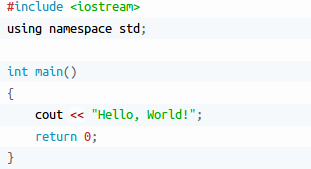 #include <iostream>
using namespace std;

int main()
{
    cout << "Hello, World!";
    return 0;
}